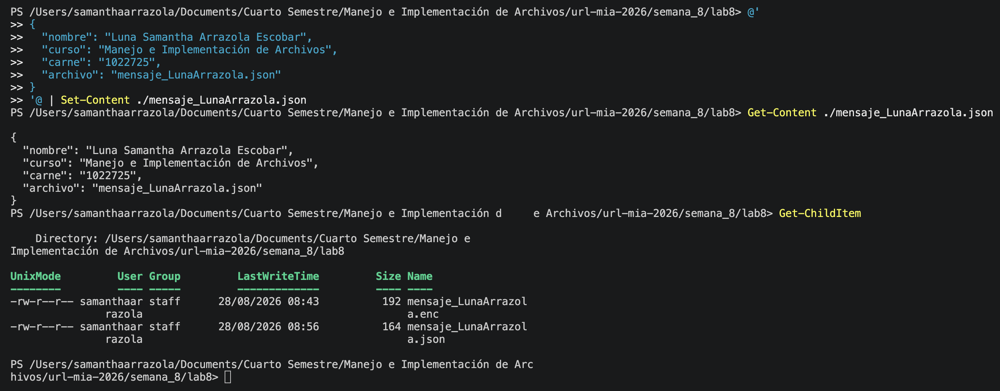 PS /Users/samanthaarrazola/Documents/Cuarto Semestre/Manejo e Implementación de Archivos/url-mia-2026/semana_8/lab8> @'
>> {
>>   "nombre": "Luna Samantha Arrazola Escobar",
>>   "curso": "Manejo e Implementación de Archivos",
>>   "carne": "1022725",
>>   "archivo": "mensaje_LunaArrazola.json"
>> }
>> '@ | Set-Content ./mensaje_LunaArrazola.json
PS /Users/samanthaarrazola/Documents/Cuarto Semestre/Manejo e Implementación de Archivos/url-mia-2026/semana_8/lab8> Get-Content ./mensaje_LunaArrazola.json
{
  "nombre": "Luna Samantha Arrazola Escobar",
  "curso": "Manejo e Implementación de Archivos",
  "carne": "1022725",
  "archivo": "mensaje_LunaArrazola.json"
}
PS /Users/samanthaarrazola/Documents/Cuarto Semestre/Manejo e Implementación d     e Archivos/url-mia-2026/semana_8/lab8> Get-ChildItem
    Directory: /Users/samanthaarrazola/Documents/Cuarto Semestre/Manejo e
Implementación de Archivos/url-mia-2026/semana_8/lab8
UnixMode         User Group         LastWriteTime         Size Name
--------         ---- -----         -------------         ---- ----
-rw-r--r-- samanthaar staff      28/08/2026 08:43          192 mensaje_LunaArrazol
               razola                                          a.enc
-rw-r--r-- samanthaar staff      28/08/2026 08:56          164 mensaje_LunaArrazol
               razola                                          a.json
PS /Users/samanthaarrazola/Documents/Cuarto Semestre/Manejo e Implementación de Arc
hivos/url-mia-2026/semana_8/lab8>